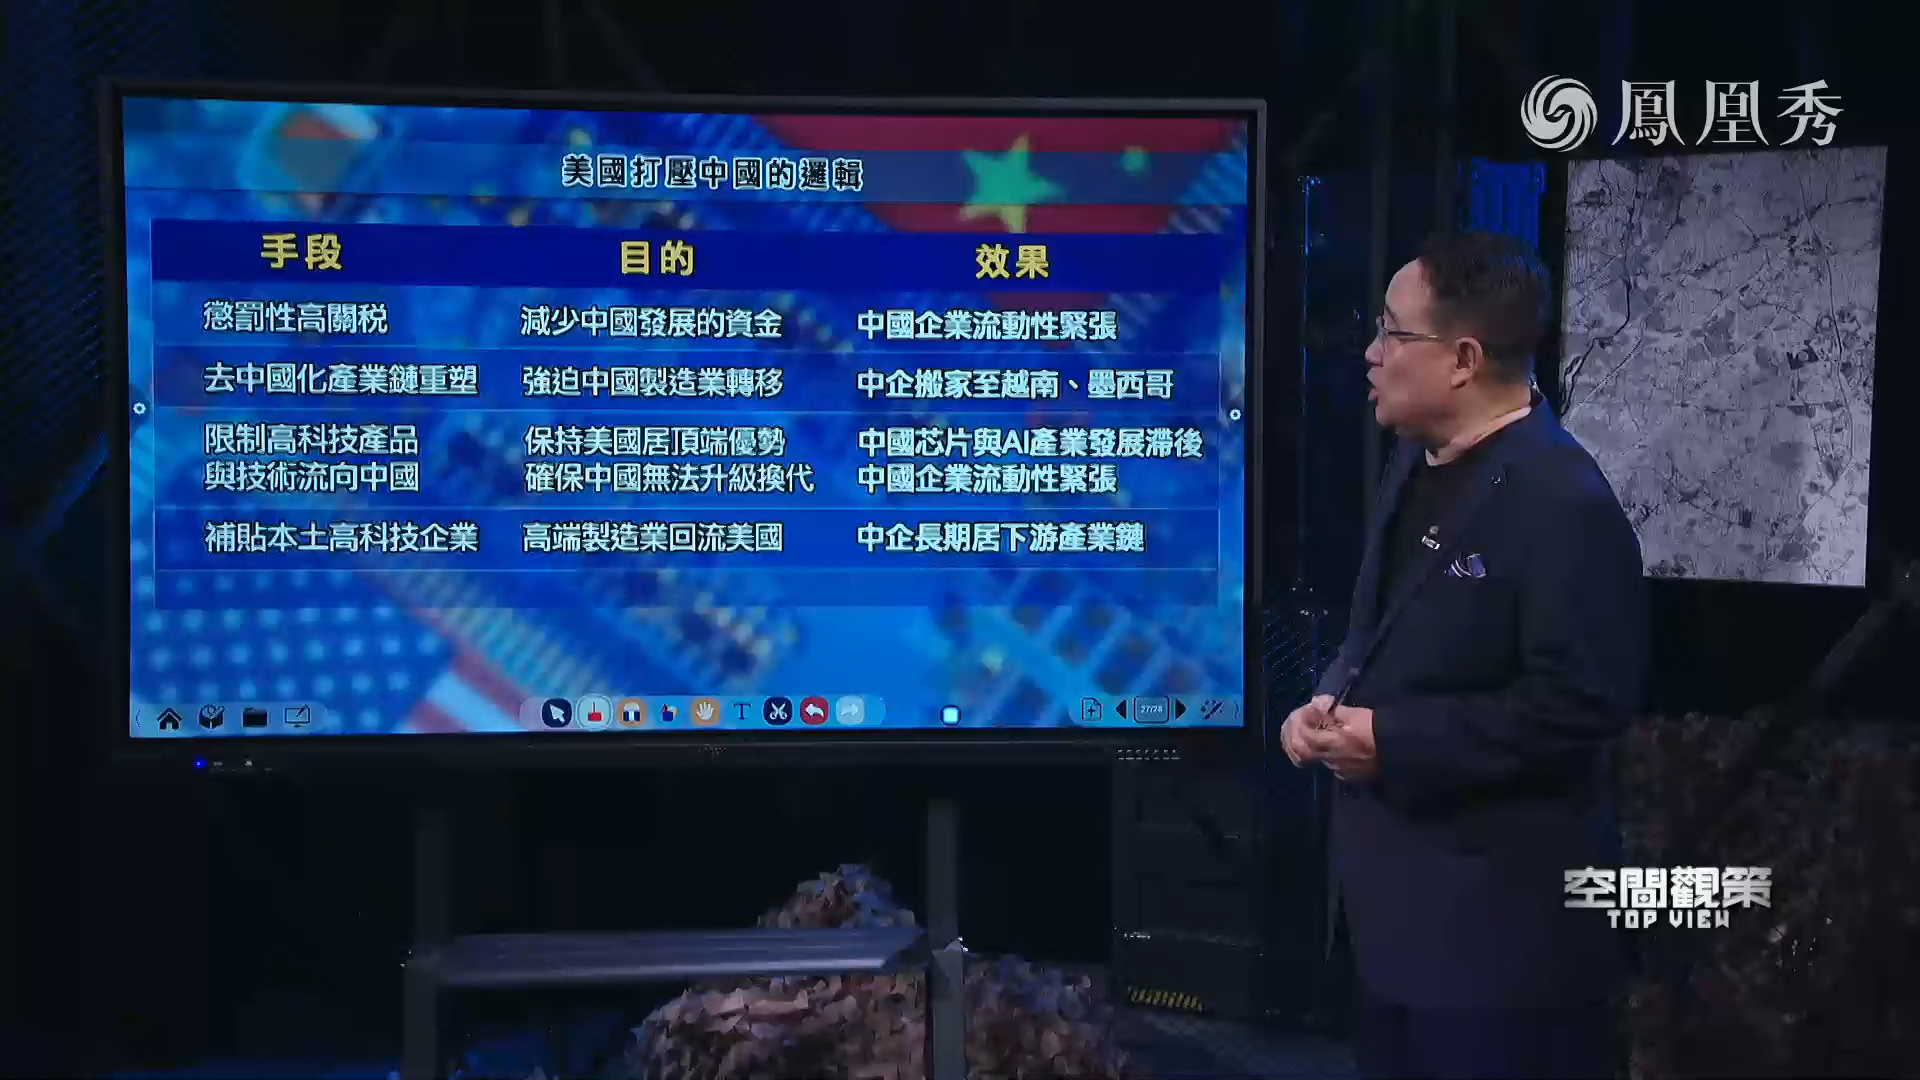 鳳凰秀
美國打壓中國的邏輯
手段 目的 效果
懲罰性高關税 減少中國發展的資金 中國企業流動性緊張
去中國化產業鏈重塑 強迫中國製造業轉移 中企搬家至越南、墨西哥
限制高科技產品 保持美國居頂端優勢 中國芯片與AI產業發展滯後
與技術流向中國 確保中國無法升級換代 中國企業流動性緊張
補貼本土高科技企業 高端製造業回流美國 中企長期居下游產業鏈
T
27/28
空間觀策
TOP VIEW